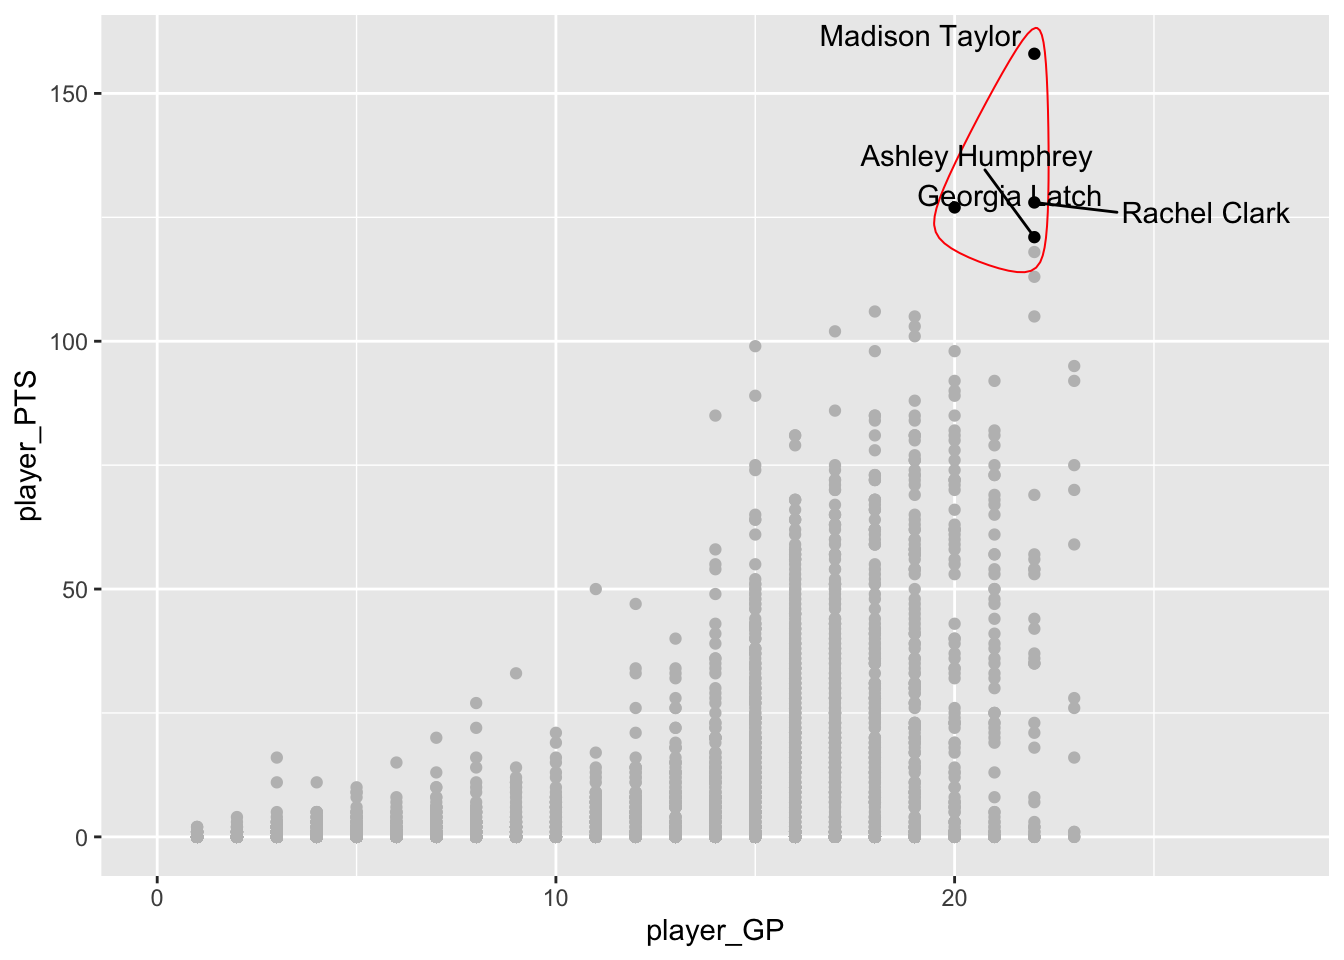 Madison Taylor
150
Ashley Humphrey
Georgia Latch
Rachel Clark
100
50
0
player_PTS
0
10
20
player_GP